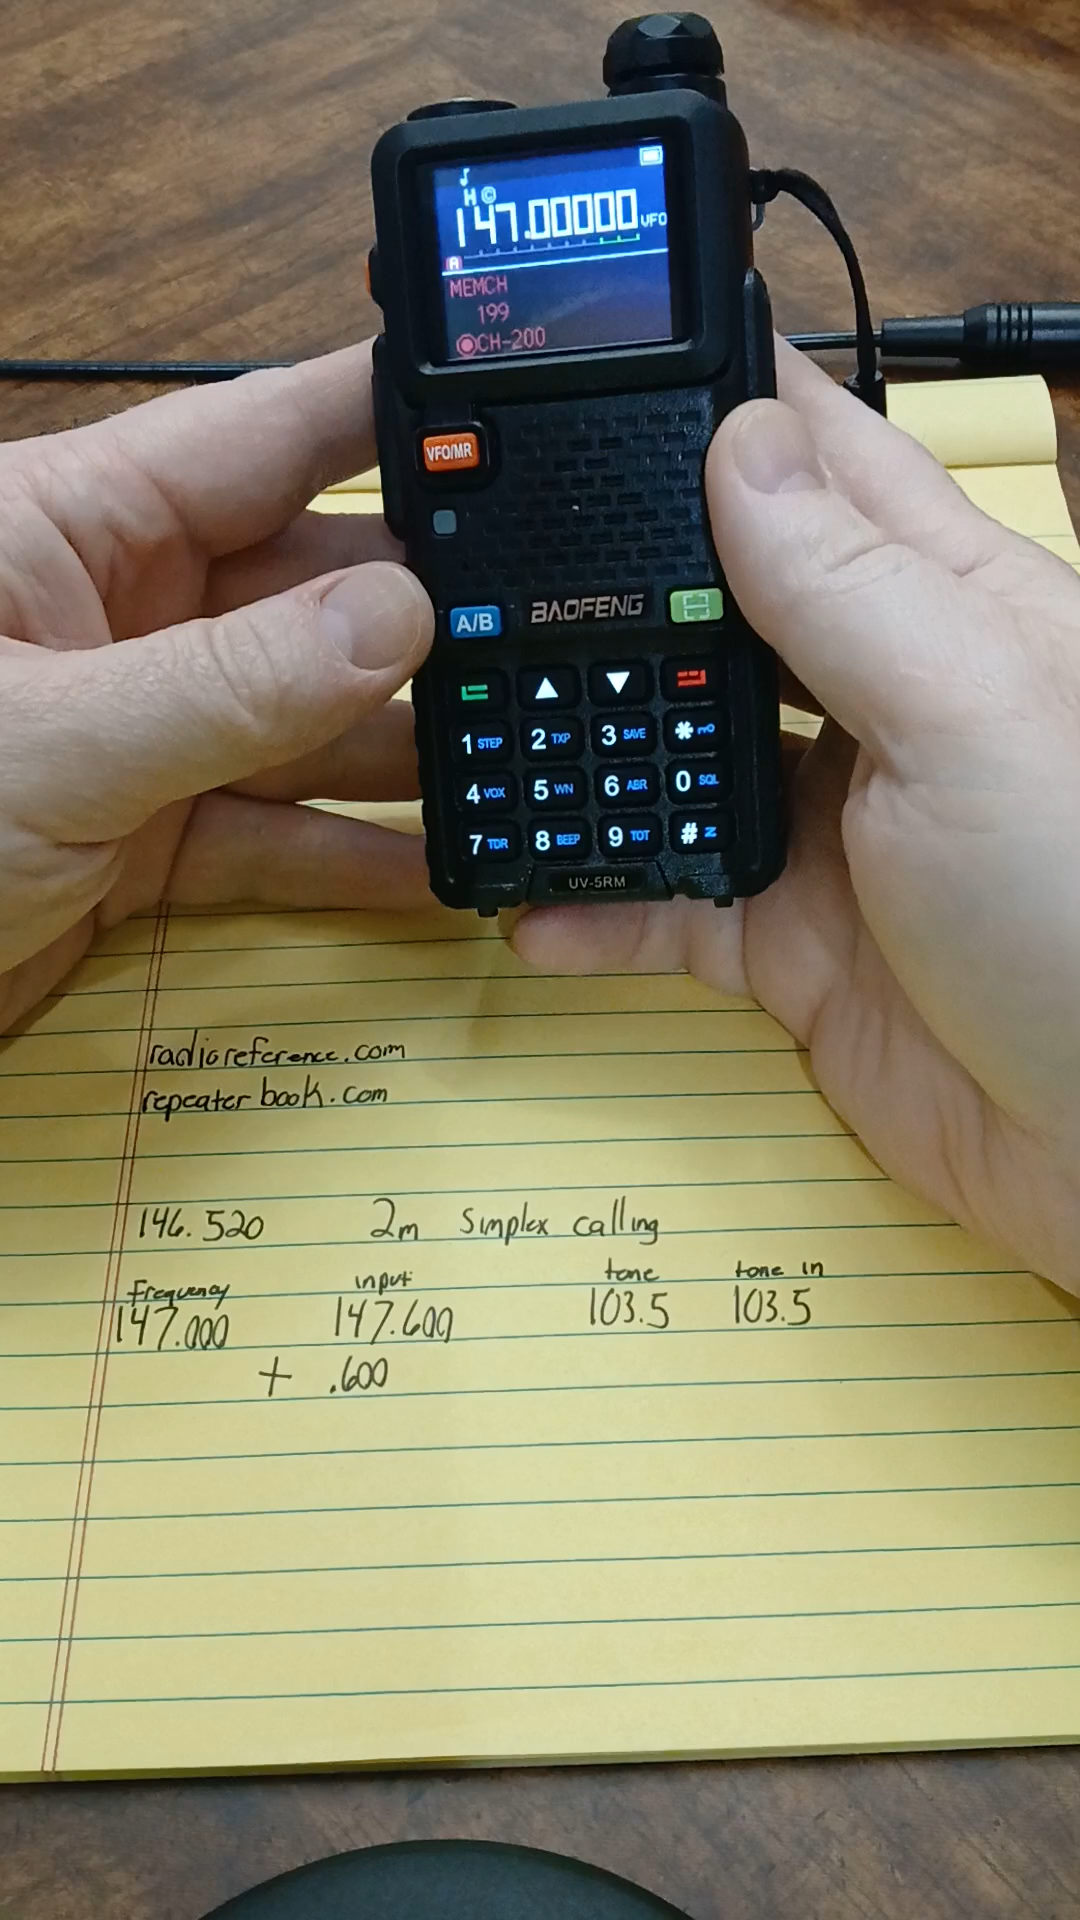 H ©
147.00000 VFO
A
MEMCH
199
CH-200
VFO/MR
A/B BAOFENG
1 STEP 2 TXP 3 SAVE *
4 VOX 5 WN 6 ABR 0 SQL
7 TDR 8 BEEP 9 TOT #
UV-5RM
radioreference.com
repeater book.com
146.520 2m Simplex calling
frequency input tone tone in
147.000 147.600 103.5 103.5
+ .600